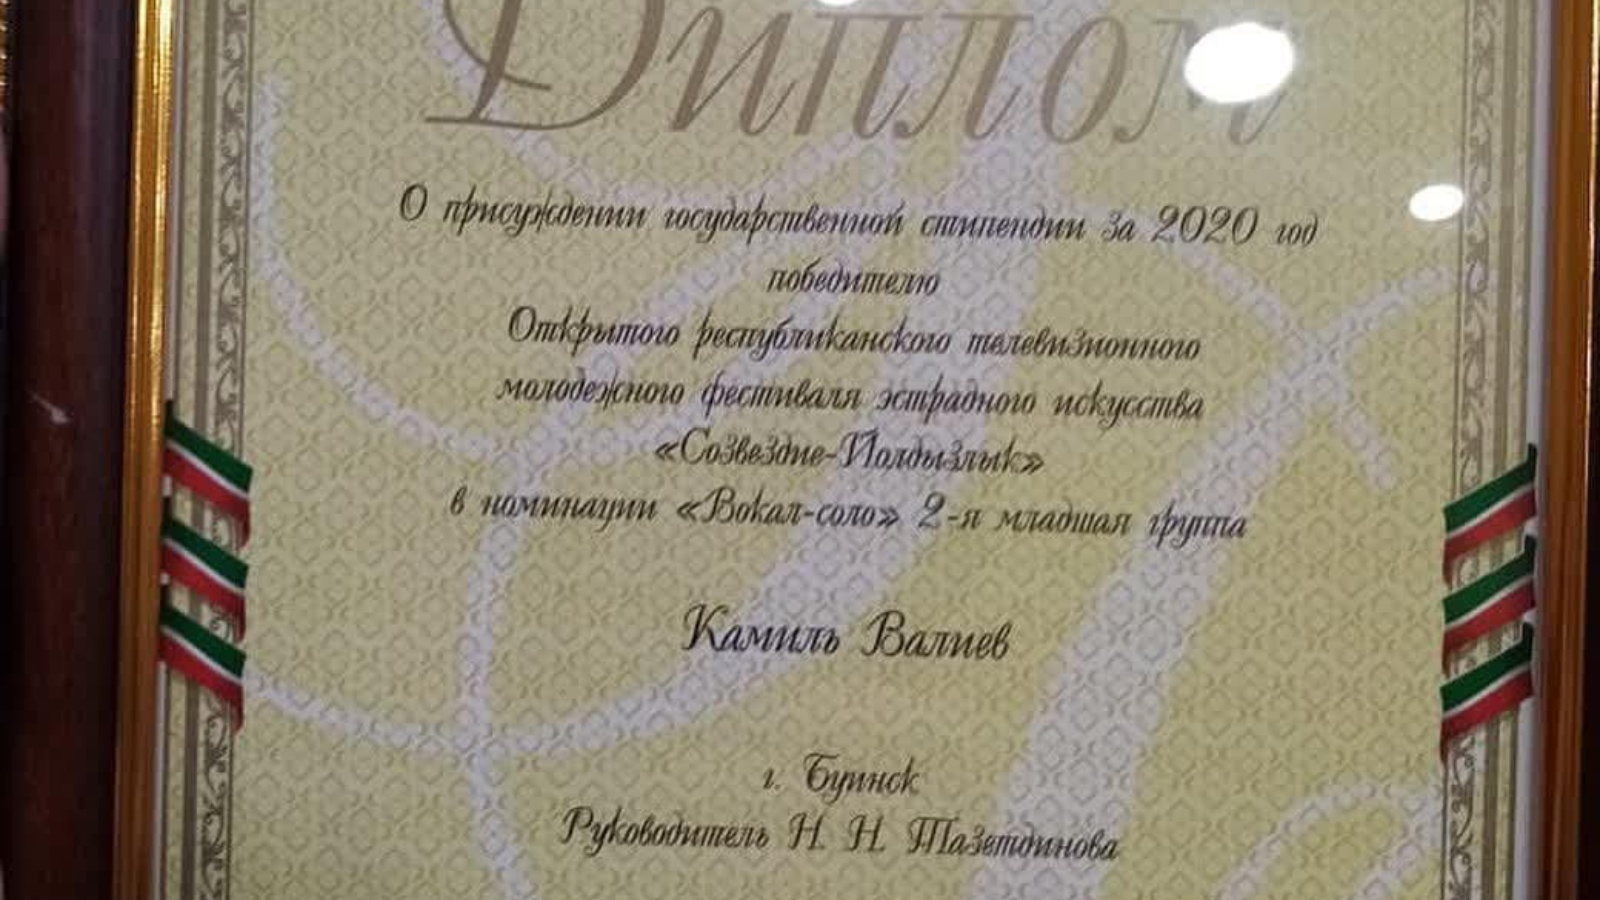 Диплом
О присуждении государственной стипендии за 2020 год
победителю
Открытого республиканского телевизионного
молодежного фестиваля эстрадного искусства
«Созвездие-Йолдызлык»
в номинации «Вокал-соло» 2-я младшая группа
Камиль Валиев
г. Буинск
Руководитель Н. Н. Тазетдинова